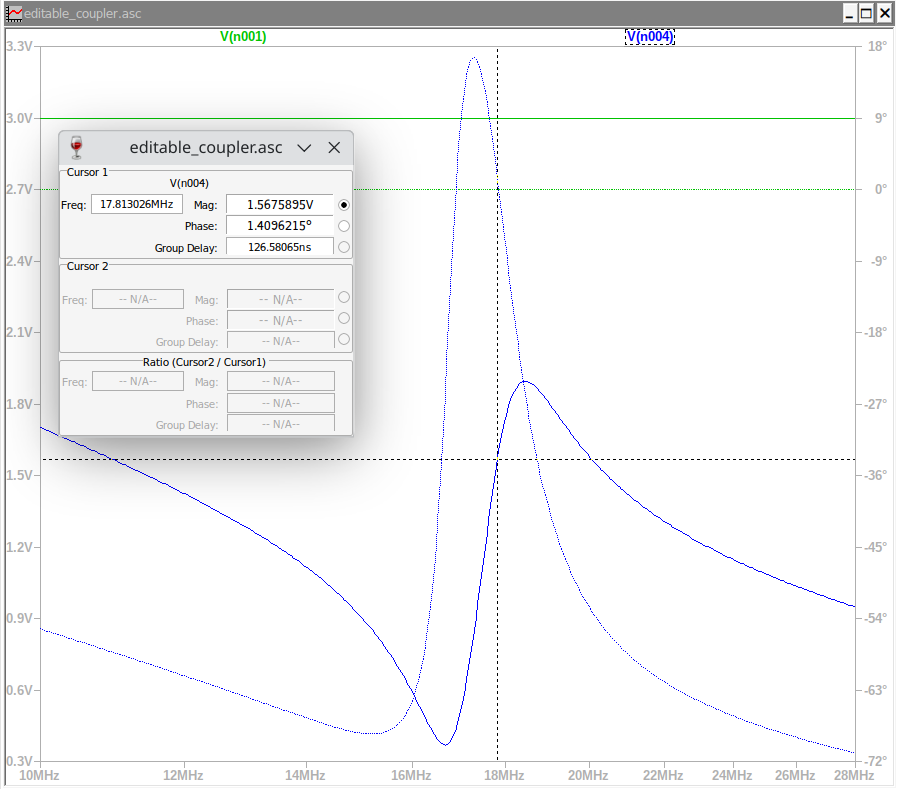 editable_coupler.asc
V(n001) V(n004)
3.3V 18°
3.0V 9°
editable_coupler.asc
Cursor 1
V(n004)
2.7V 0°
Freq: 17.813026MHz Mag: 1.5675895V
Phase: 1.4096215°
Group Delay: 126.58065ns
2.4V -9°
Cursor 2
Freq: -- N/A-- Mag: -- N/A--
Phase: -- N/A--
2.1V -18°
Group Delay: -- N/A--
Ratio (Cursor2 / Cursor1)
Freq: -- N/A-- Mag: -- N/A--
1.8V -27°
Phase: -- N/A--
Group Delay: -- N/A--
1.5V -36°
1.2V -45°
0.9V -54°
0.6V -63°
0.3V -72°
10MHz 12MHz 14MHz 16MHz 18MHz 20MHz 22MHz 24MHz 26MHz 28MHz